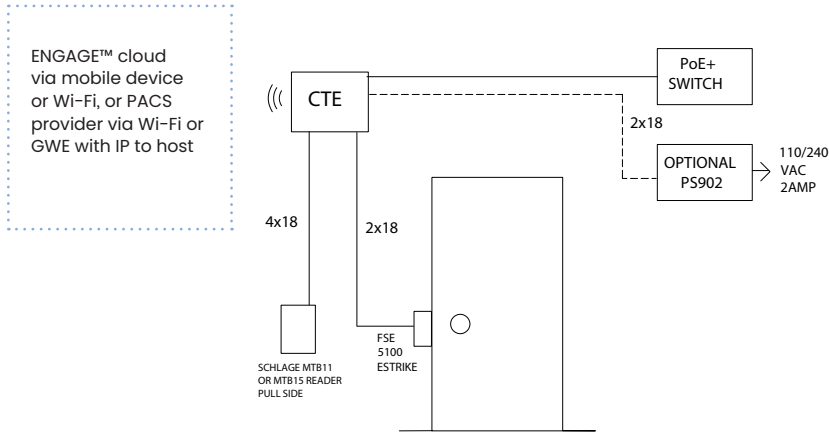 ENGAGE™ cloud
via mobile device
or Wi-Fi, or PACS
provider via Wi-Fi or
GWE with IP to host
CTE
PoE+
SWITCH
2x18
OPTIONAL
PS902
110/240
VAC
2AMP
4x18
2x18
FSE
5100
ESTRIKE
SCHLAGE MTB11
OR MTB15 READER
PULL SIDE